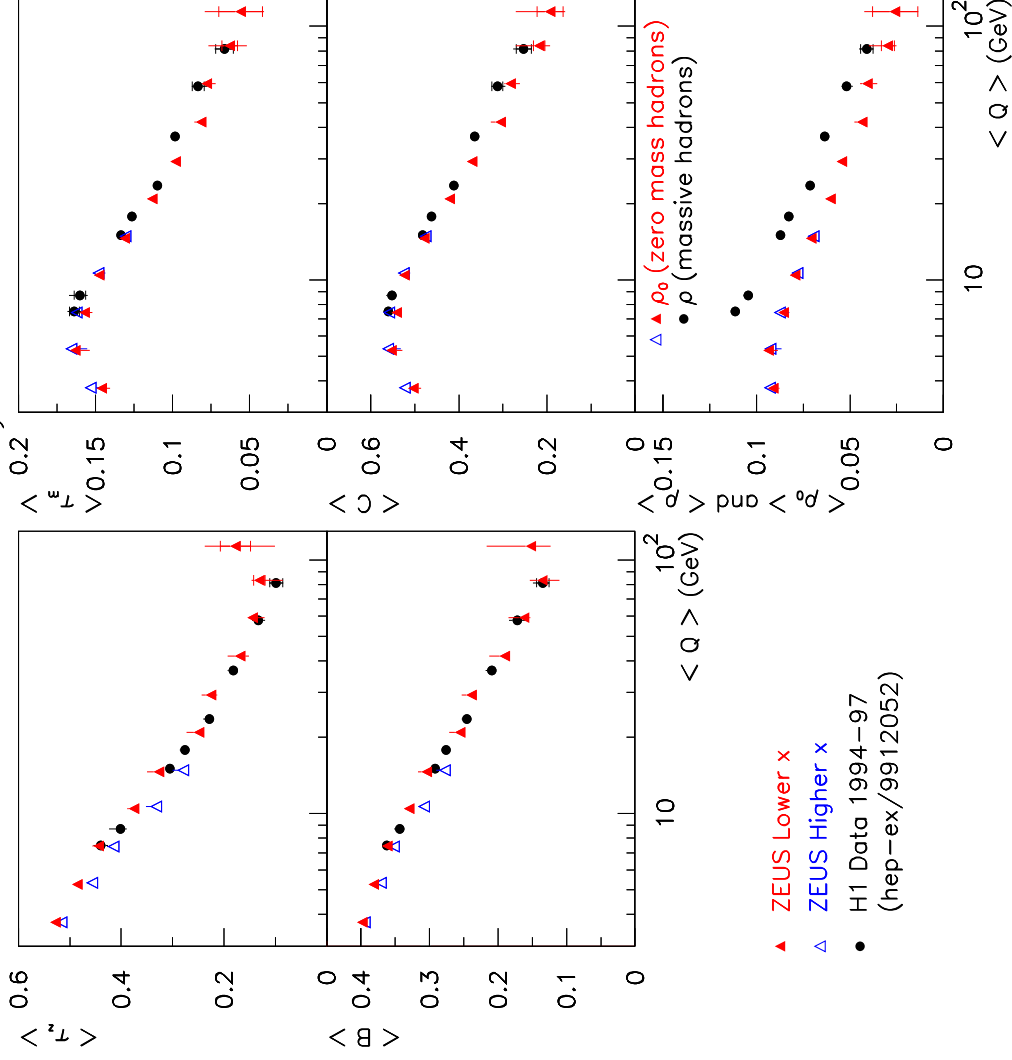 < τz >
0.6
0.4
0.2
0
< τm >
0.2
0.15
0.1
0.05
0
< B >
0.4
0.3
0.2
0.1
0
10
10²
< Q > (GeV)
< C >
0.6
0.4
0.2
< ρ0 > and < ρ >
0.15
0.1
0.05
0
ρ0 (zero mass hadrons)
ρ (massive hadrons)
10
10²
< Q > (GeV)
ZEUS Lower x
ZEUS Higher x
H1 Data 1994-97
(hep-ex/9912052)